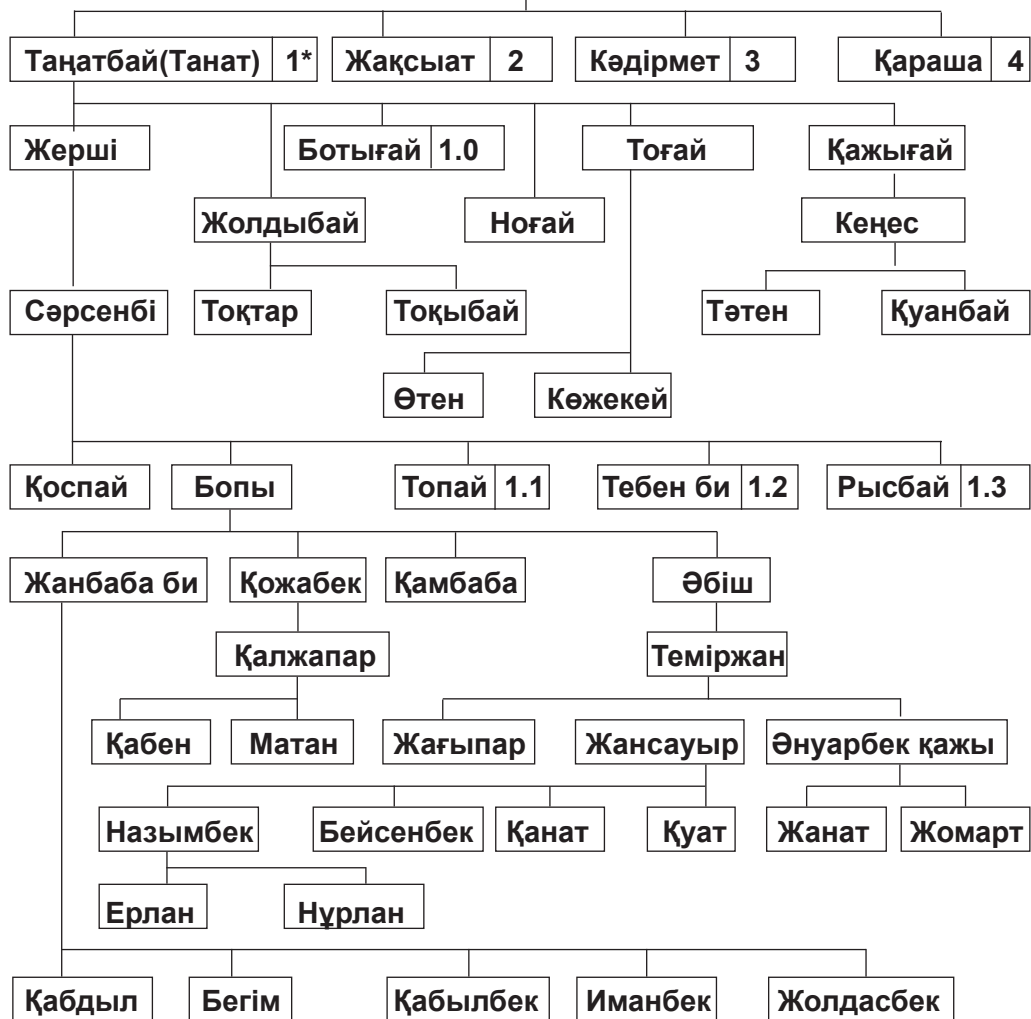 Таңатбай(Танат) 1* Жақсыат 2 Кәдірмет 3 Қараша 4
Жерші Ботығай 1.0 Тоғай Қажығай
Жолдыбай Ноғай Кеңес
Сәрсенбі Тоқтар Тоқыбай Тәтен Қуанбай
Өтен Көжекей
Қоспай Бопы Топай 1.1 Тебен би 1.2 Рысбай 1.3
Жанбаба би Қожабек Қамбаба Әбіш
Қалжапар Теміржан
Қабен Матан Жағыпар Жансауыр Әнуарбек қажы
Назымбек Бейсенбек Қанат Қуат Жанат Жомарт
Ерлан Нұрлан
Қабдыл Бегім Қабылбек Иманбек Жолдасбек